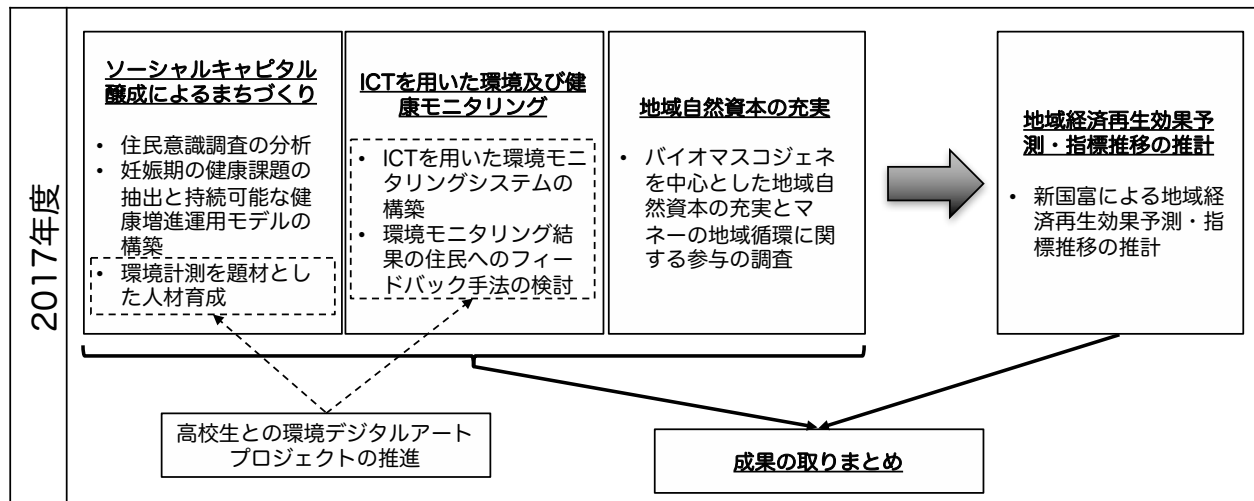 2017年度
ソーシャルキャピタル
醸成によるまちづくり
• 住民意識調査の分析
• 妊娠期の健康課題の
抽出と持続可能な健
康増進運用モデルの
構築
• 環境計測を題材とし
た人材育成
ICTを用いた環境及び健
康モニタリング
• ICTを用いた環境モニ
タリングシステムの
構築
• 環境モニタリング結
果の住民へのフィー
ドバック手法の検討
地域自然資本の充実
• バイオマスコジェネ
を中心とした地域自
然資本の充実とマ
ネーの地域循環に関
する参与の調査
地域経済再生効果予
測・指標推移の推計
• 新国富による地域経
済再生効果予測・指
標推移の推計
高校生との環境デジタルアート
プロジェクトの推進
成果の取りまとめ